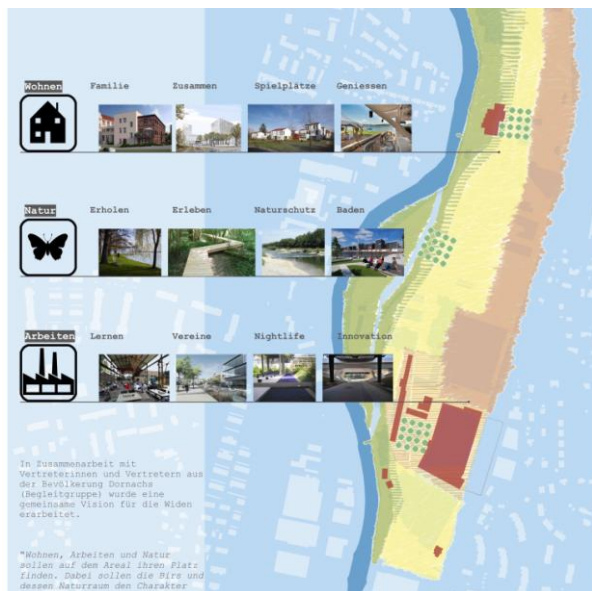 Wohnen Familie Zusammen Spielplätze Geniessen
Natur Erholen Erleben Naturschutz Baden
Arbeiten Lernen Vereine Nightlife Innovation
In Zusammenarbeit mit
Vertreterinnen und Vertretern aus
der Bevölkerung Dornachs
(Begleitgruppe) wurde eine
gemeinsame Vision für die Widen
erarbeitet.
"Wohnen, Arbeiten und Natur
sollen auf dem Areal ihren Platz
finden. Dabei sollen die Birs und
dessen Naturraum den Charakter